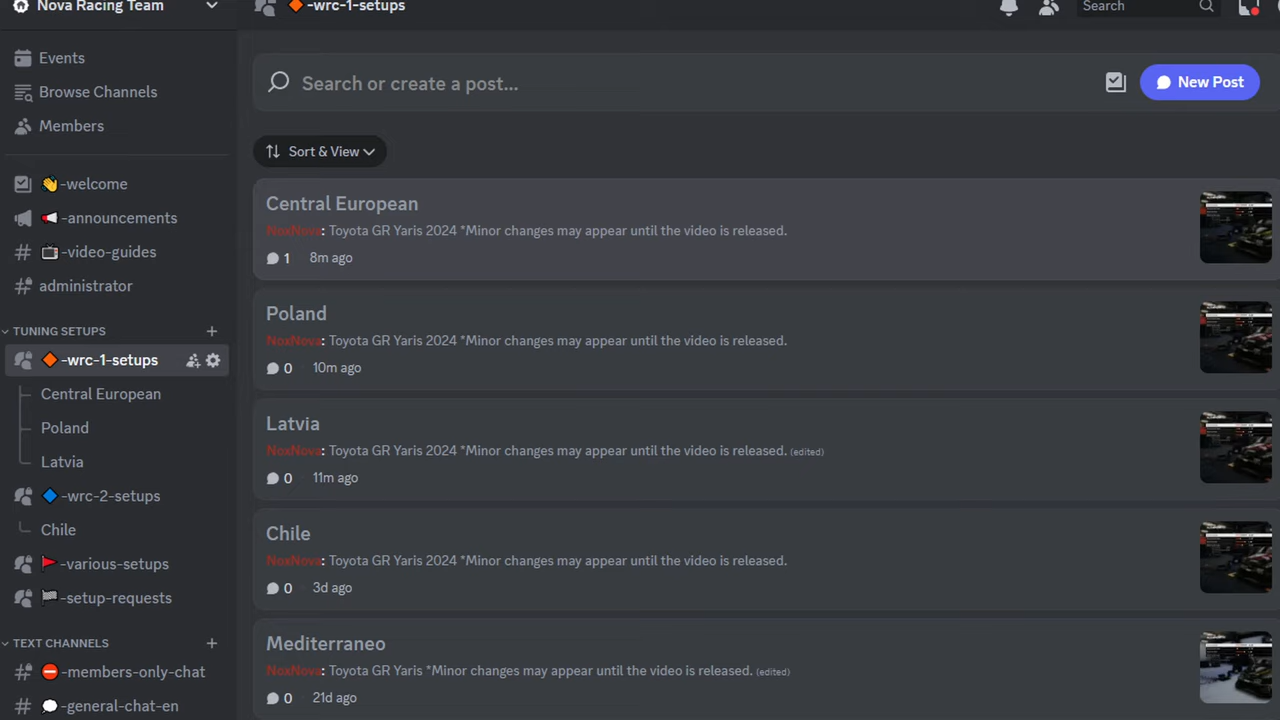 Nova Racing Team
Events
Browse Channels
Members
👋-welcome
📢-announcements
📺-video-guides
administrator
TUNING SETUPS
🔶-wrc-1-setups
Central European
Poland
Latvia
🔷-wrc-2-setups
Chile
🚩-various-setups
🏁-setup-requests
TEXT CHANNELS
⛔-members-only-chat
💬-general-chat-en
🔶-wrc-1-setups
Search
Search or create a post...
New Post
Sort & View
Central European
NoxNova: Toyota GR Yaris 2024 *Minor changes may appear until the video is released.
1 8m ago
Poland
NoxNova: Toyota GR Yaris 2024 *Minor changes may appear until the video is released.
0 10m ago
Latvia
NoxNova: Toyota GR Yaris 2024 *Minor changes may appear until the video is released. (edited)
0 11m ago
Chile
NoxNova: Toyota GR Yaris 2024 *Minor changes may appear until the video is released.
0 3d ago
Mediterraneo
NoxNova: Toyota GR Yaris *Minor changes may appear until the video is released. (edited)
0 21d ago